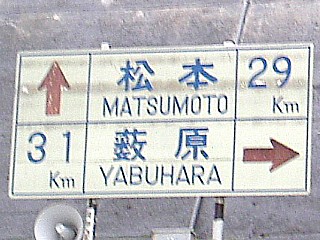 松本 29
MATSUMOTO Km
31 藪原
Km YABUHARA